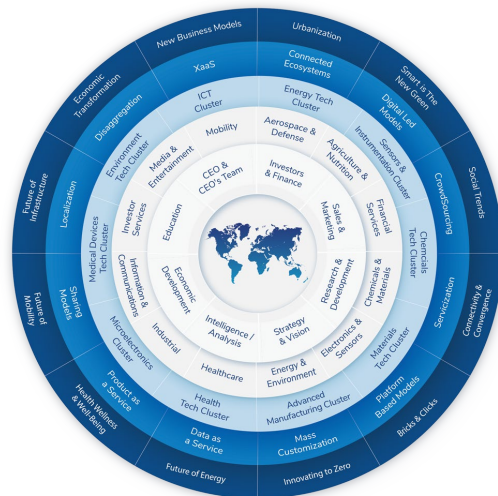 New Business Models
Urbanization
Smart is The
New Green
Social Trends
Connectivity &
Convergence
Bricks & Clicks
Innovating to Zero
Future of Energy
Health Wellness
& Well-Being
Future of
Mobility
Future of
Infrastructure
Economic
Transformation
XaaS
Connected
Ecosystems
Digital Led
Models
CrowdSourcing
Servicization
Platform
Based Models
Mass
Customization
Data as
a Service
Product as
a Service
Sharing
Models
Localization
Disaggregation
ICT
Cluster
Energy Tech
Cluster
Sensors &
Instrumentation Cluster
Chemcials
Tech Cluster
Materials
Tech Cluster
Advanced
Manufacturing Cluster
Health
Tech Cluster
Microelectronics
Cluster
Medical Devices
Tech Cluster
Environment
Tech Cluster
Mobility
Aerospace &
Defense
Agriculture &
Nutrition
Financial
Services
Chemicals &
Materials
Electronics &
Sensors
Energy &
Environment
Healthcare
Industrial
Information &
Communications
Investor
Services
Media &
Entertainment
CEO &
CEO's Team
Investors
& Finance
Sales &
Marketing
Research &
Development
Strategy
& Vision
Intelligence /
Analysis
Economic
Development
Education